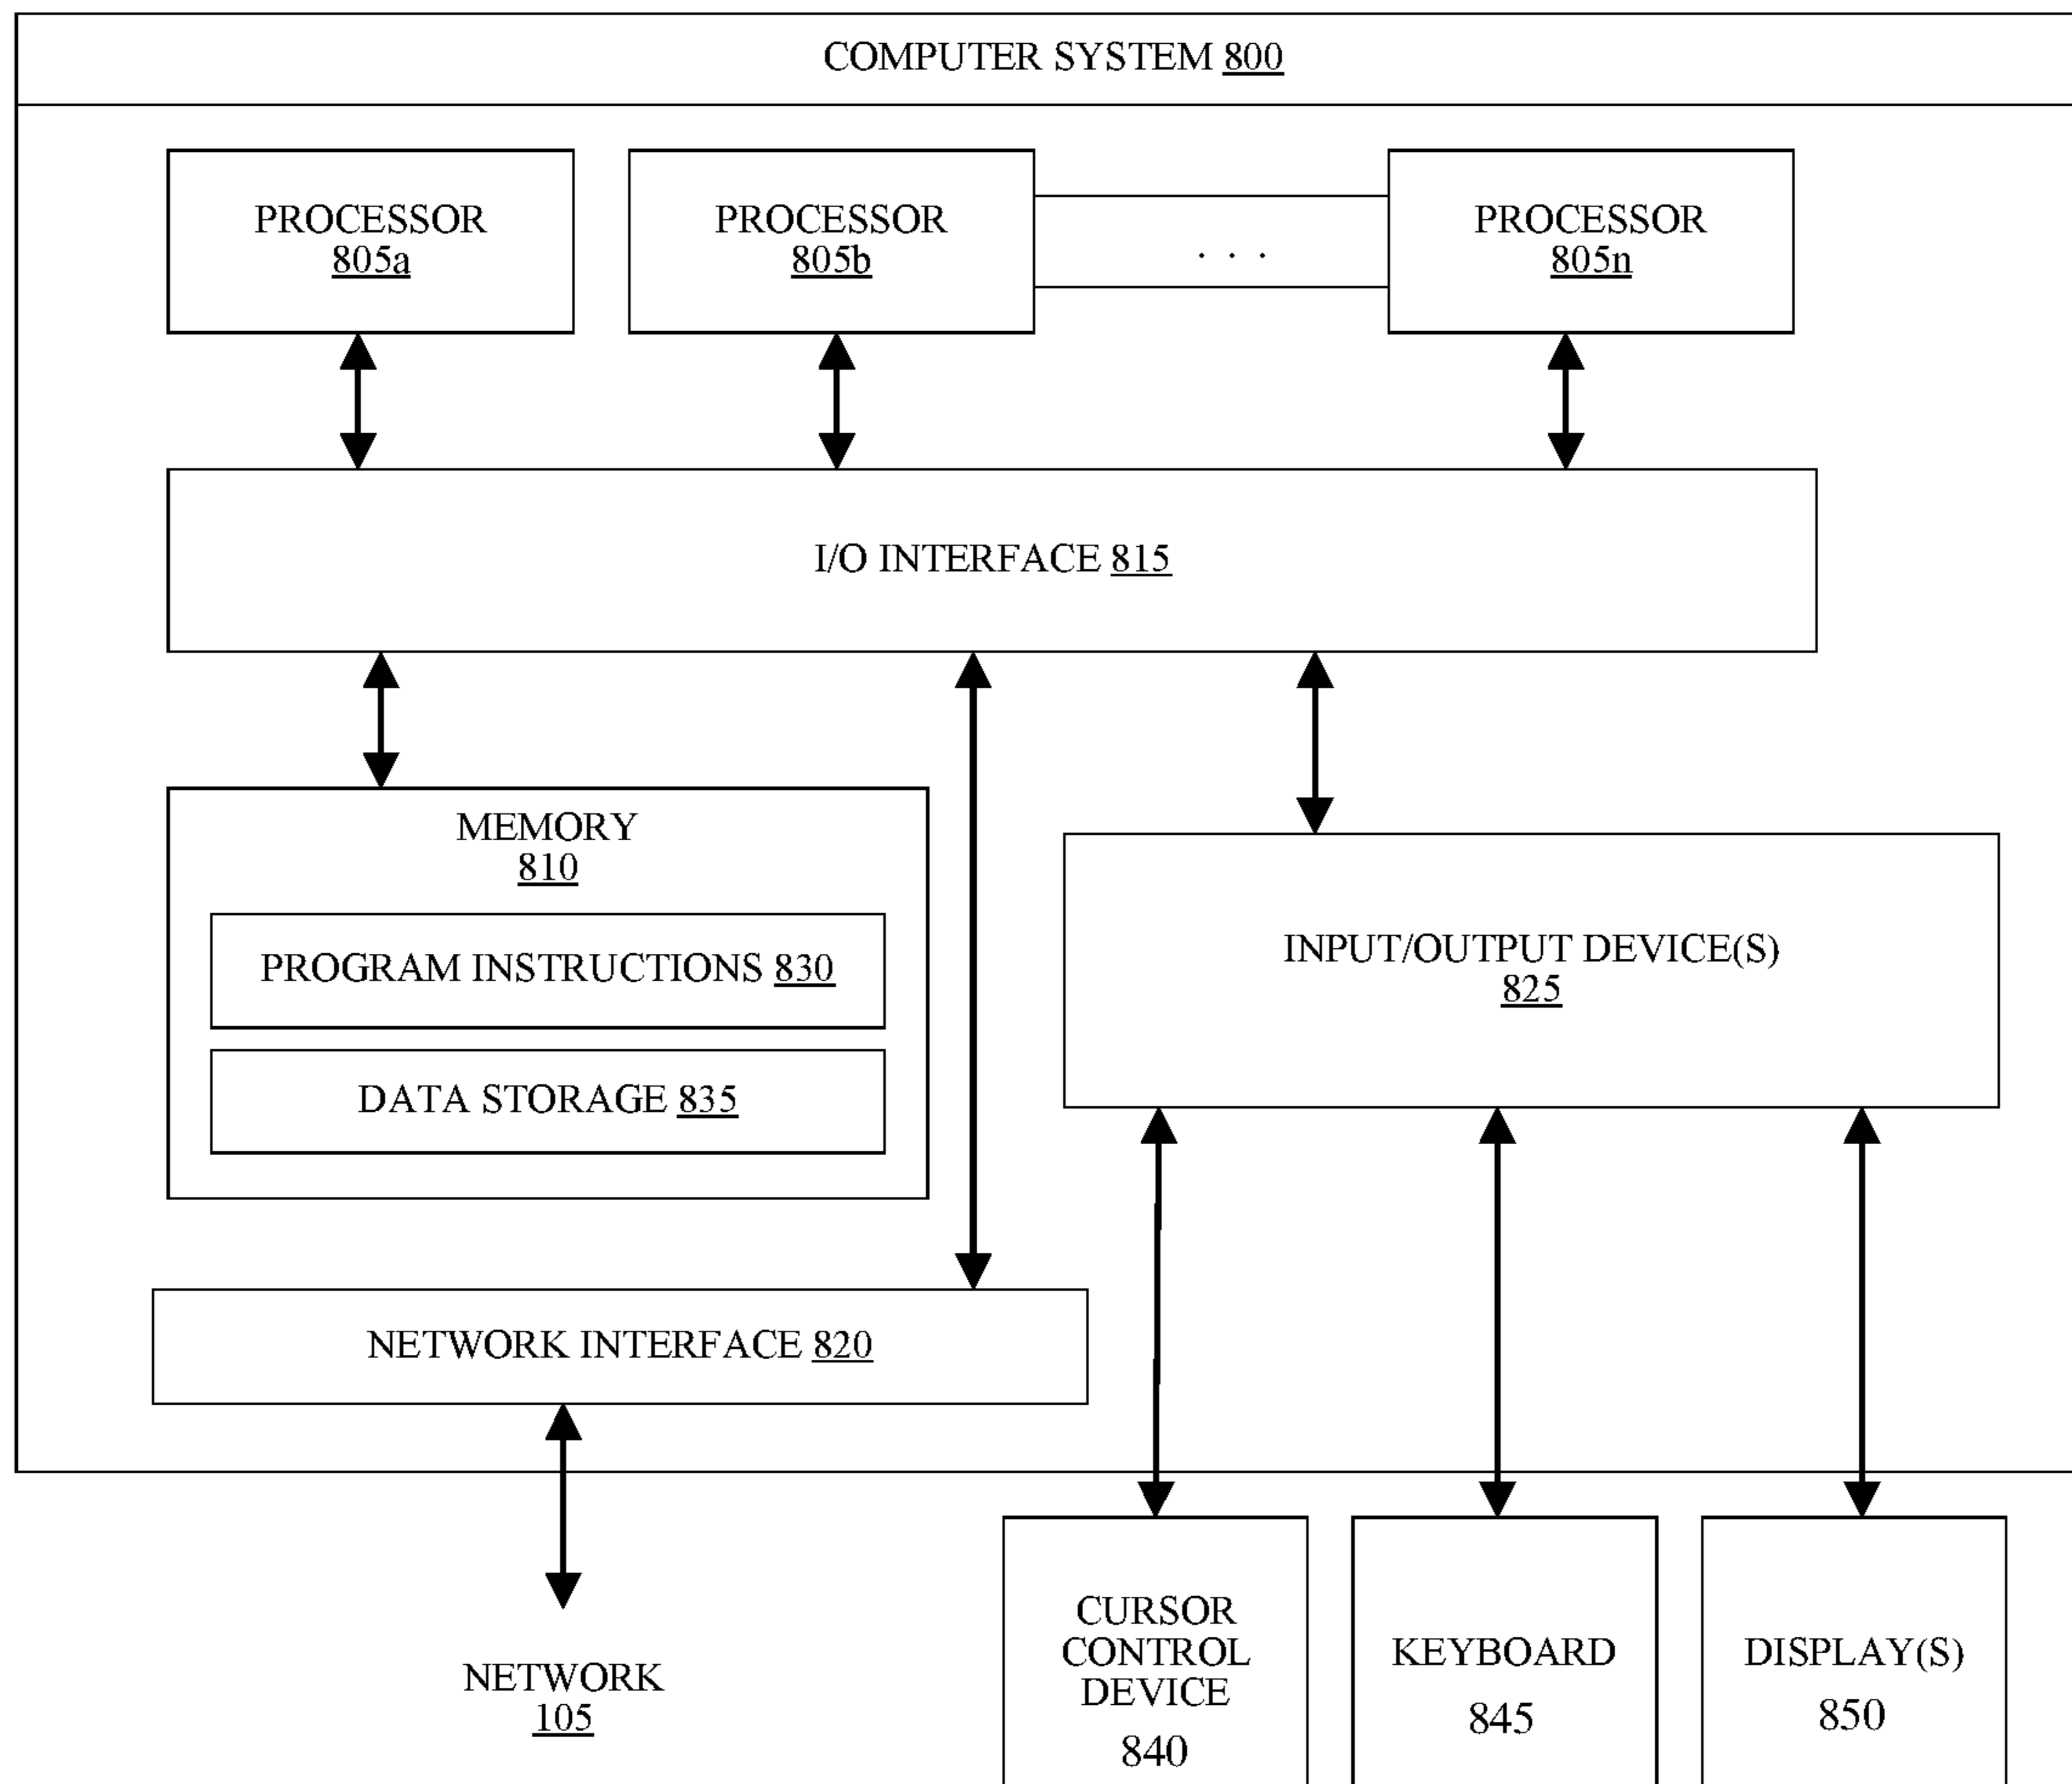 COMPUTER SYSTEM 800
PROCESSOR
805a
PROCESSOR
805b
. . .
PROCESSOR
805n
I/O INTERFACE 815
MEMORY
810
PROGRAM INSTRUCTIONS 830
DATA STORAGE 835
INPUT/OUTPUT DEVICE(S)
825
NETWORK INTERFACE 820
NETWORK
105
CURSOR
CONTROL
DEVICE
840
KEYBOARD
845
DISPLAY(S)
850